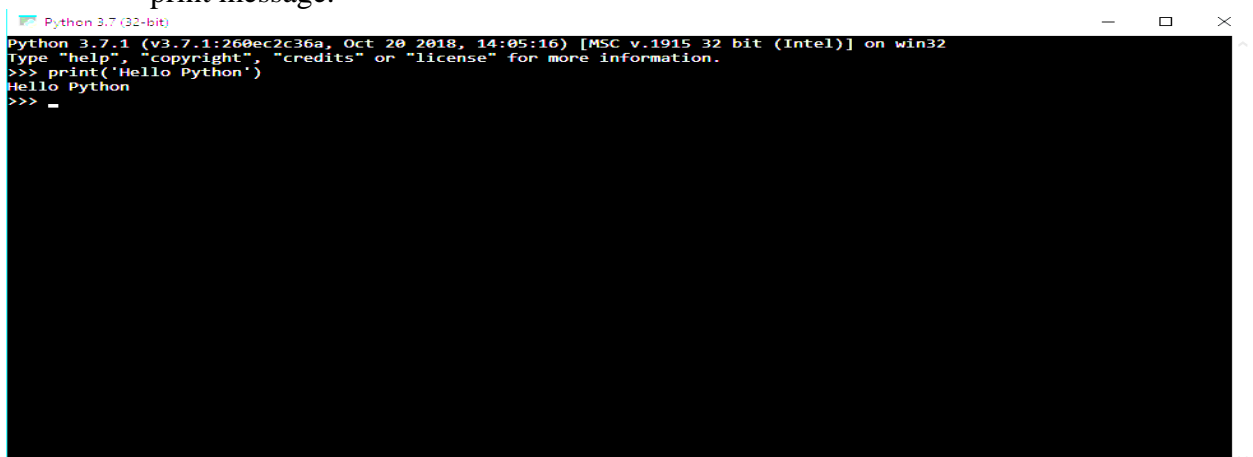 print message.
Python 3.7 (32-bit)
Python 3.7.1 (v3.7.1:260ec2c36a, Oct 20 2018, 14:05:16) [MSC v.1915 32 bit (Intel)] on win32
Type "help", "copyright", "credits" or "license" for more information.
>>> print('Hello Python')
Hello Python
>>> _